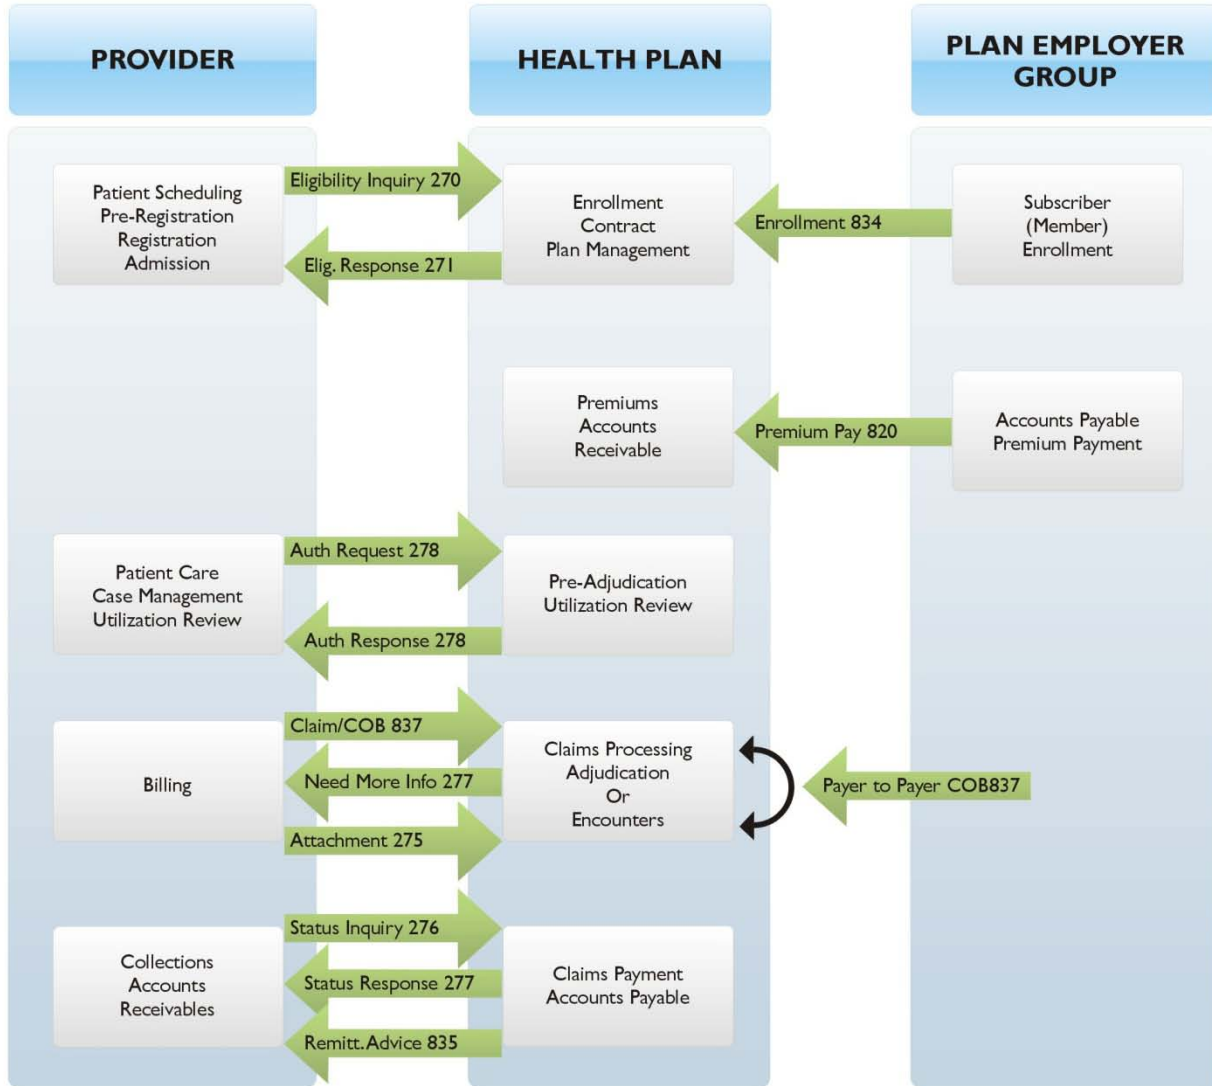 PROVIDER
HEALTH PLAN
PLAN EMPLOYER
GROUP
Patient Scheduling
Pre-Registration
Registration
Admission
Eligibility Inquiry 270
Elig. Response 271
Enrollment
Contract
Plan Management
Enrollment 834
Subscriber
(Member)
Enrollment
Premiums
Accounts
Receivable
Premium Pay 820
Accounts Payable
Premium Payment
Patient Care
Case Management
Utilization Review
Auth Request 278
Auth Response 278
Pre-Adjudication
Utilization Review
Billing
Claim/COB 837
Need More Info 277
Attachment 275
Claims Processing
Adjudication
Or
Encounters
Payer to Payer COB837
Collections
Accounts
Receivables
Status Inquiry 276
Status Response 277
Remitt. Advice 835
Claims Payment
Accounts Payable